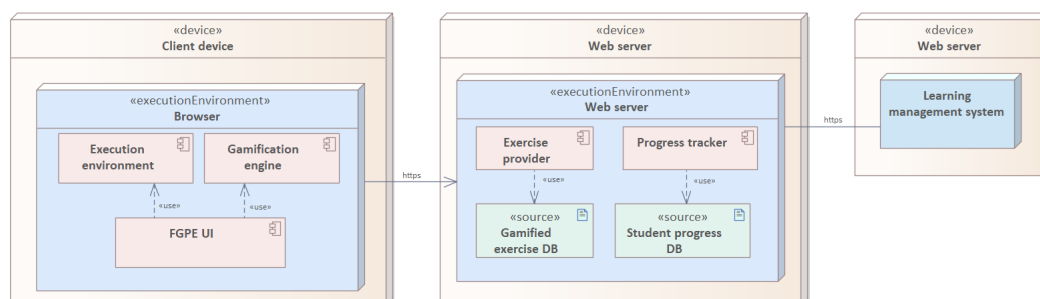 «device»
Client device
«executionEnvironment»
Browser
Execution
environment
Gamification
engine
«use»
«use»
FGPE UI
https
«device»
Web server
«executionEnvironment»
Web server
Exercise
provider
Progress tracker
«use»
«use»
«source»
Gamified
exercise DB
«source»
Student progress
DB
https
«device»
Web server
Learning
management system